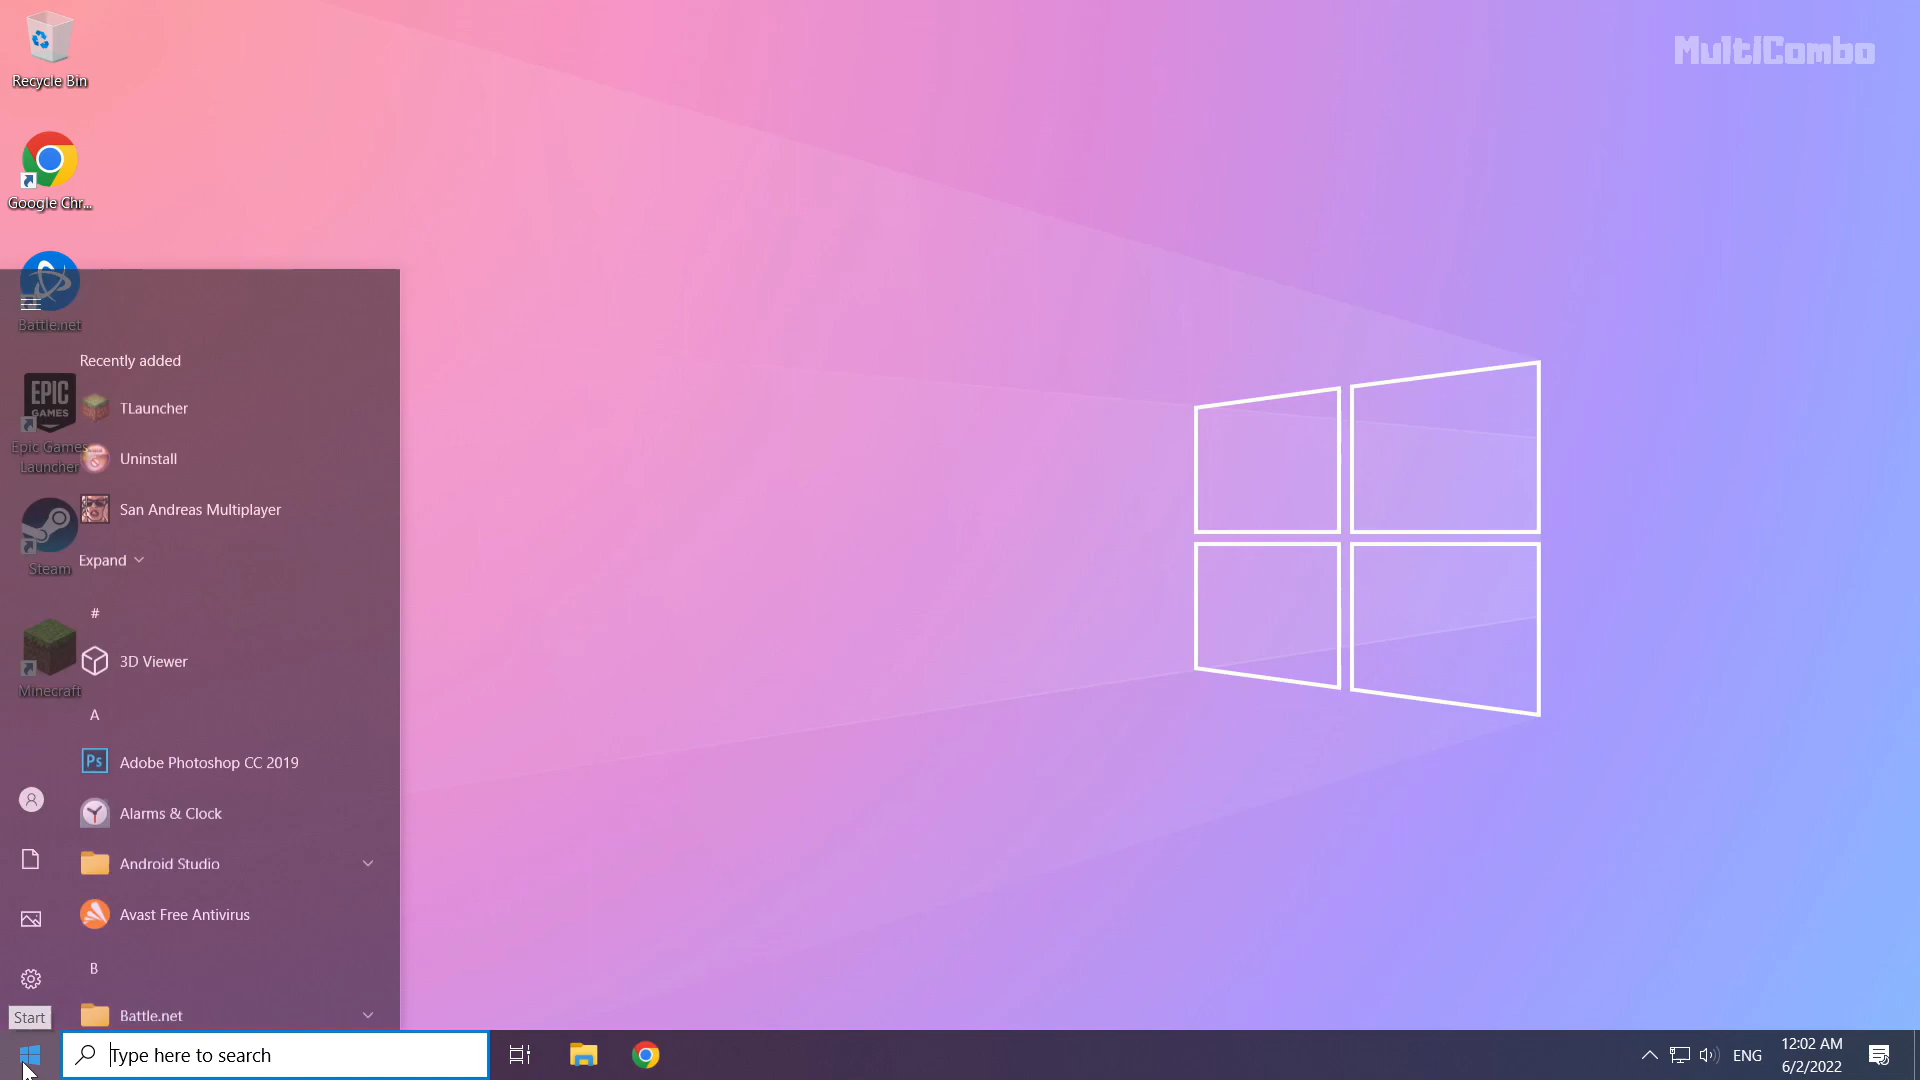 MultiCombo
Recycle Bin
Google Chr...
Battle.net
EPIC
GAMES
Epic Games
Launcher
Steam
Minecraft
Recently added
TLauncher
Uninstall
San Andreas Multiplayer
Expand
#
3D Viewer
A
Ps
Adobe Photoshop CC 2019
Alarms & Clock
Android Studio
Avast Free Antivirus
B
Battle.net
Start
Type here to search
ENG
12:02 AM
6/2/2022